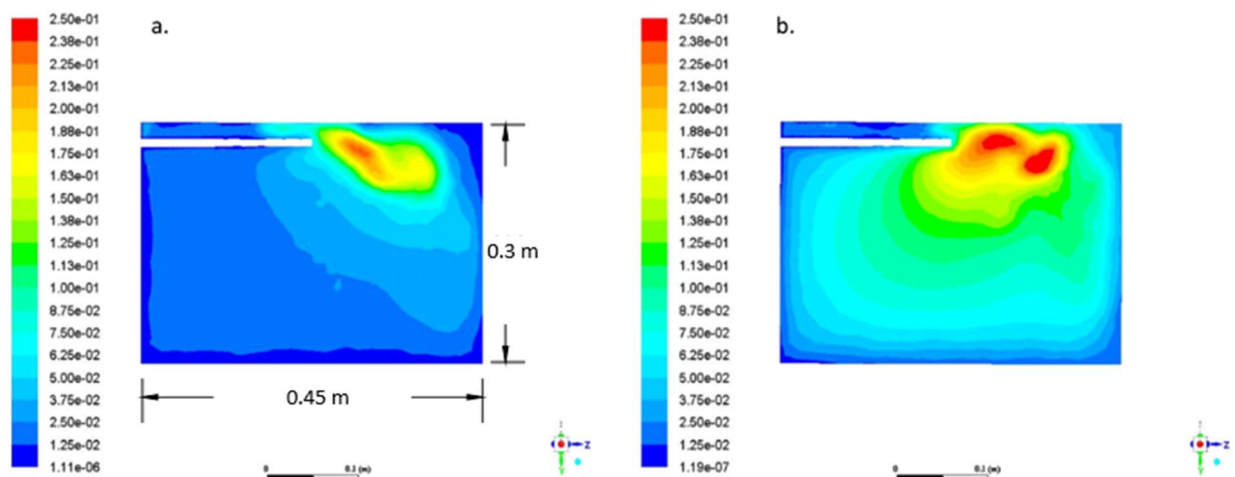 a.
2.50e-01
2.38e-01
2.25e-01
2.13e-01
2.00e-01
1.88e-01
1.75e-01
1.63e-01
1.50e-01
1.38e-01
1.25e-01
1.13e-01
1.00e-01
8.75e-02
7.50e-02
6.25e-02
5.00e-02
3.75e-02
2.50e-02
1.25e-02
1.11e-06
0.3 m
0.45 m
0 0.1 (m)
Z
Y
b.
2.50e-01
2.38e-01
2.25e-01
2.13e-01
2.00e-01
1.88e-01
1.75e-01
1.63e-01
1.50e-01
1.38e-01
1.25e-01
1.13e-01
1.00e-01
8.75e-02
7.50e-02
6.25e-02
5.00e-02
3.75e-02
2.50e-02
1.25e-02
1.19e-07
0 0.1 (m)
Z
Y